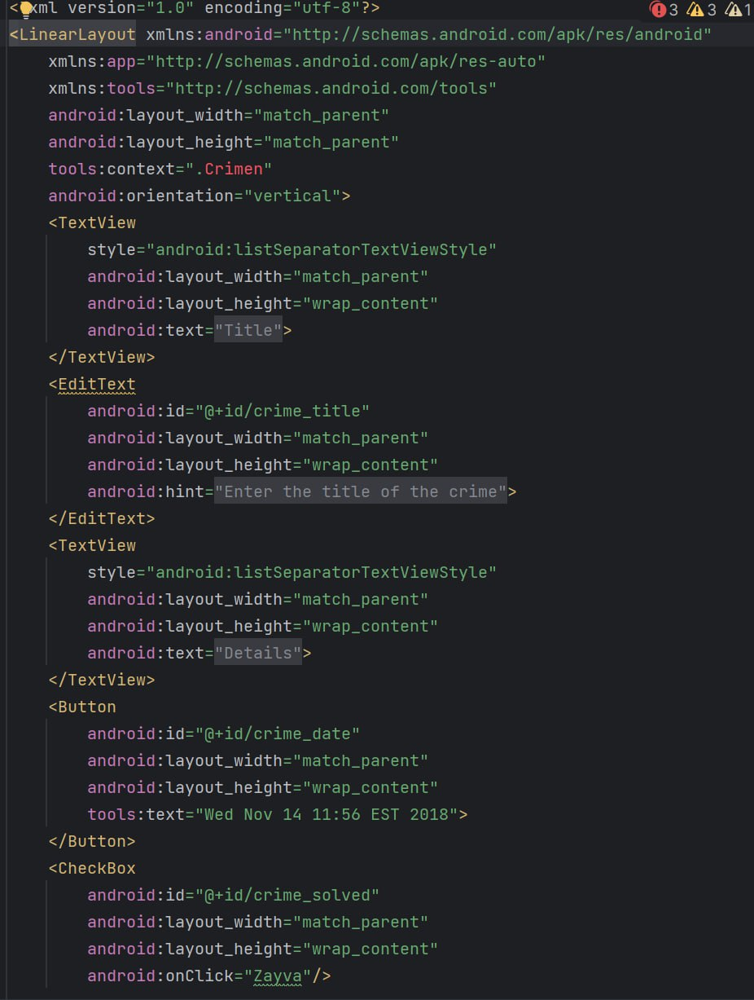 <?xml version="1.0" encoding="utf-8"?> 3 3 1
<LinearLayout xmlns:android="http://schemas.android.com/apk/res/android"
    xmlns:app="http://schemas.android.com/apk/res-auto"
    xmlns:tools="http://schemas.android.com/tools"
    android:layout_width="match_parent"
    android:layout_height="match_parent"
    tools:context=".Crimen"
    android:orientation="vertical">
    <TextView
        style="android:listSeparatorTextViewStyle"
        android:layout_width="match_parent"
        android:layout_height="wrap_content"
        android:text="Title">
    </TextView>
    <EditText
        android:id="@+id/crime_title"
        android:layout_width="match_parent"
        android:layout_height="wrap_content"
        android:hint="Enter the title of the crime">
    </EditText>
    <TextView
        style="android:listSeparatorTextViewStyle"
        android:layout_width="match_parent"
        android:layout_height="wrap_content"
        android:text="Details">
    </TextView>
    <Button
        android:id="@+id/crime_date"
        android:layout_width="match_parent"
        android:layout_height="wrap_content"
        tools:text="Wed Nov 14 11:56 EST 2018">
    </Button>
    <CheckBox
        android:id="@+id/crime_solved"
        android:layout_width="match_parent"
        android:layout_height="wrap_content"
        android:onClick="Zayva"/>